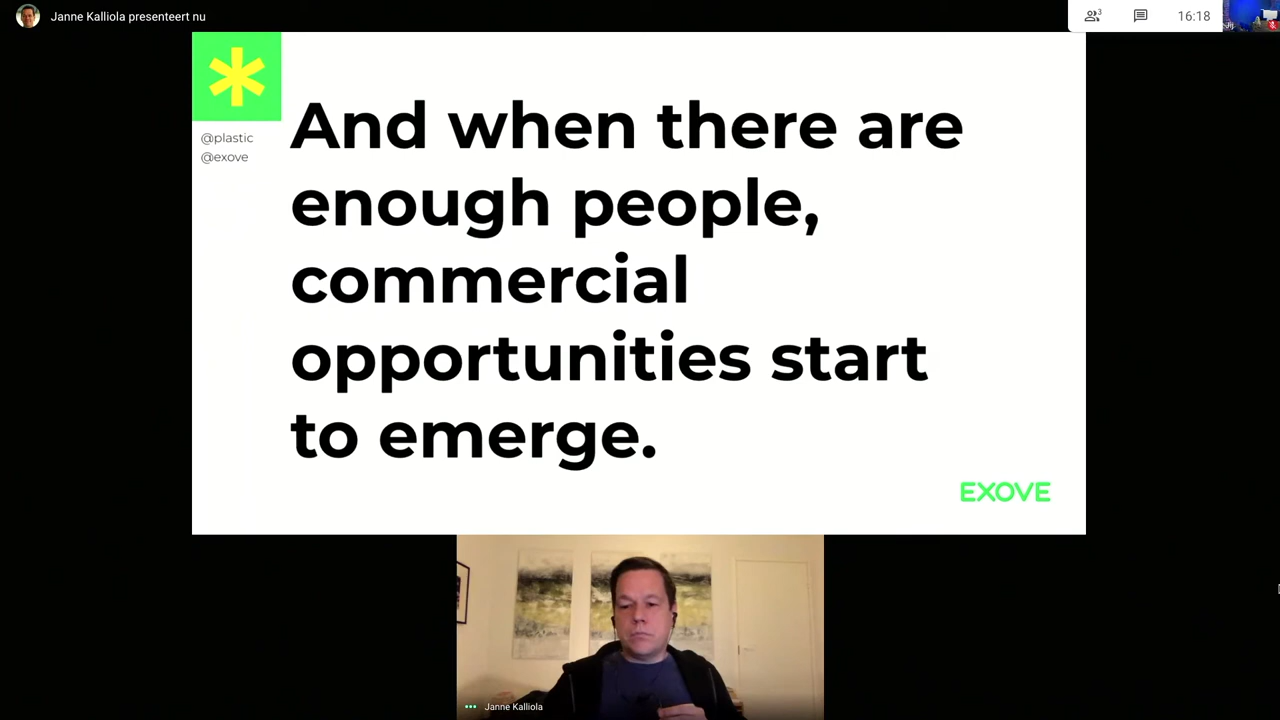 Janne Kalliola presenteert nu
3
16:18
@plastic
@exove
And when there are
enough people,
commercial
opportunities start
to emerge.
EXOVE
Janne Kalliola